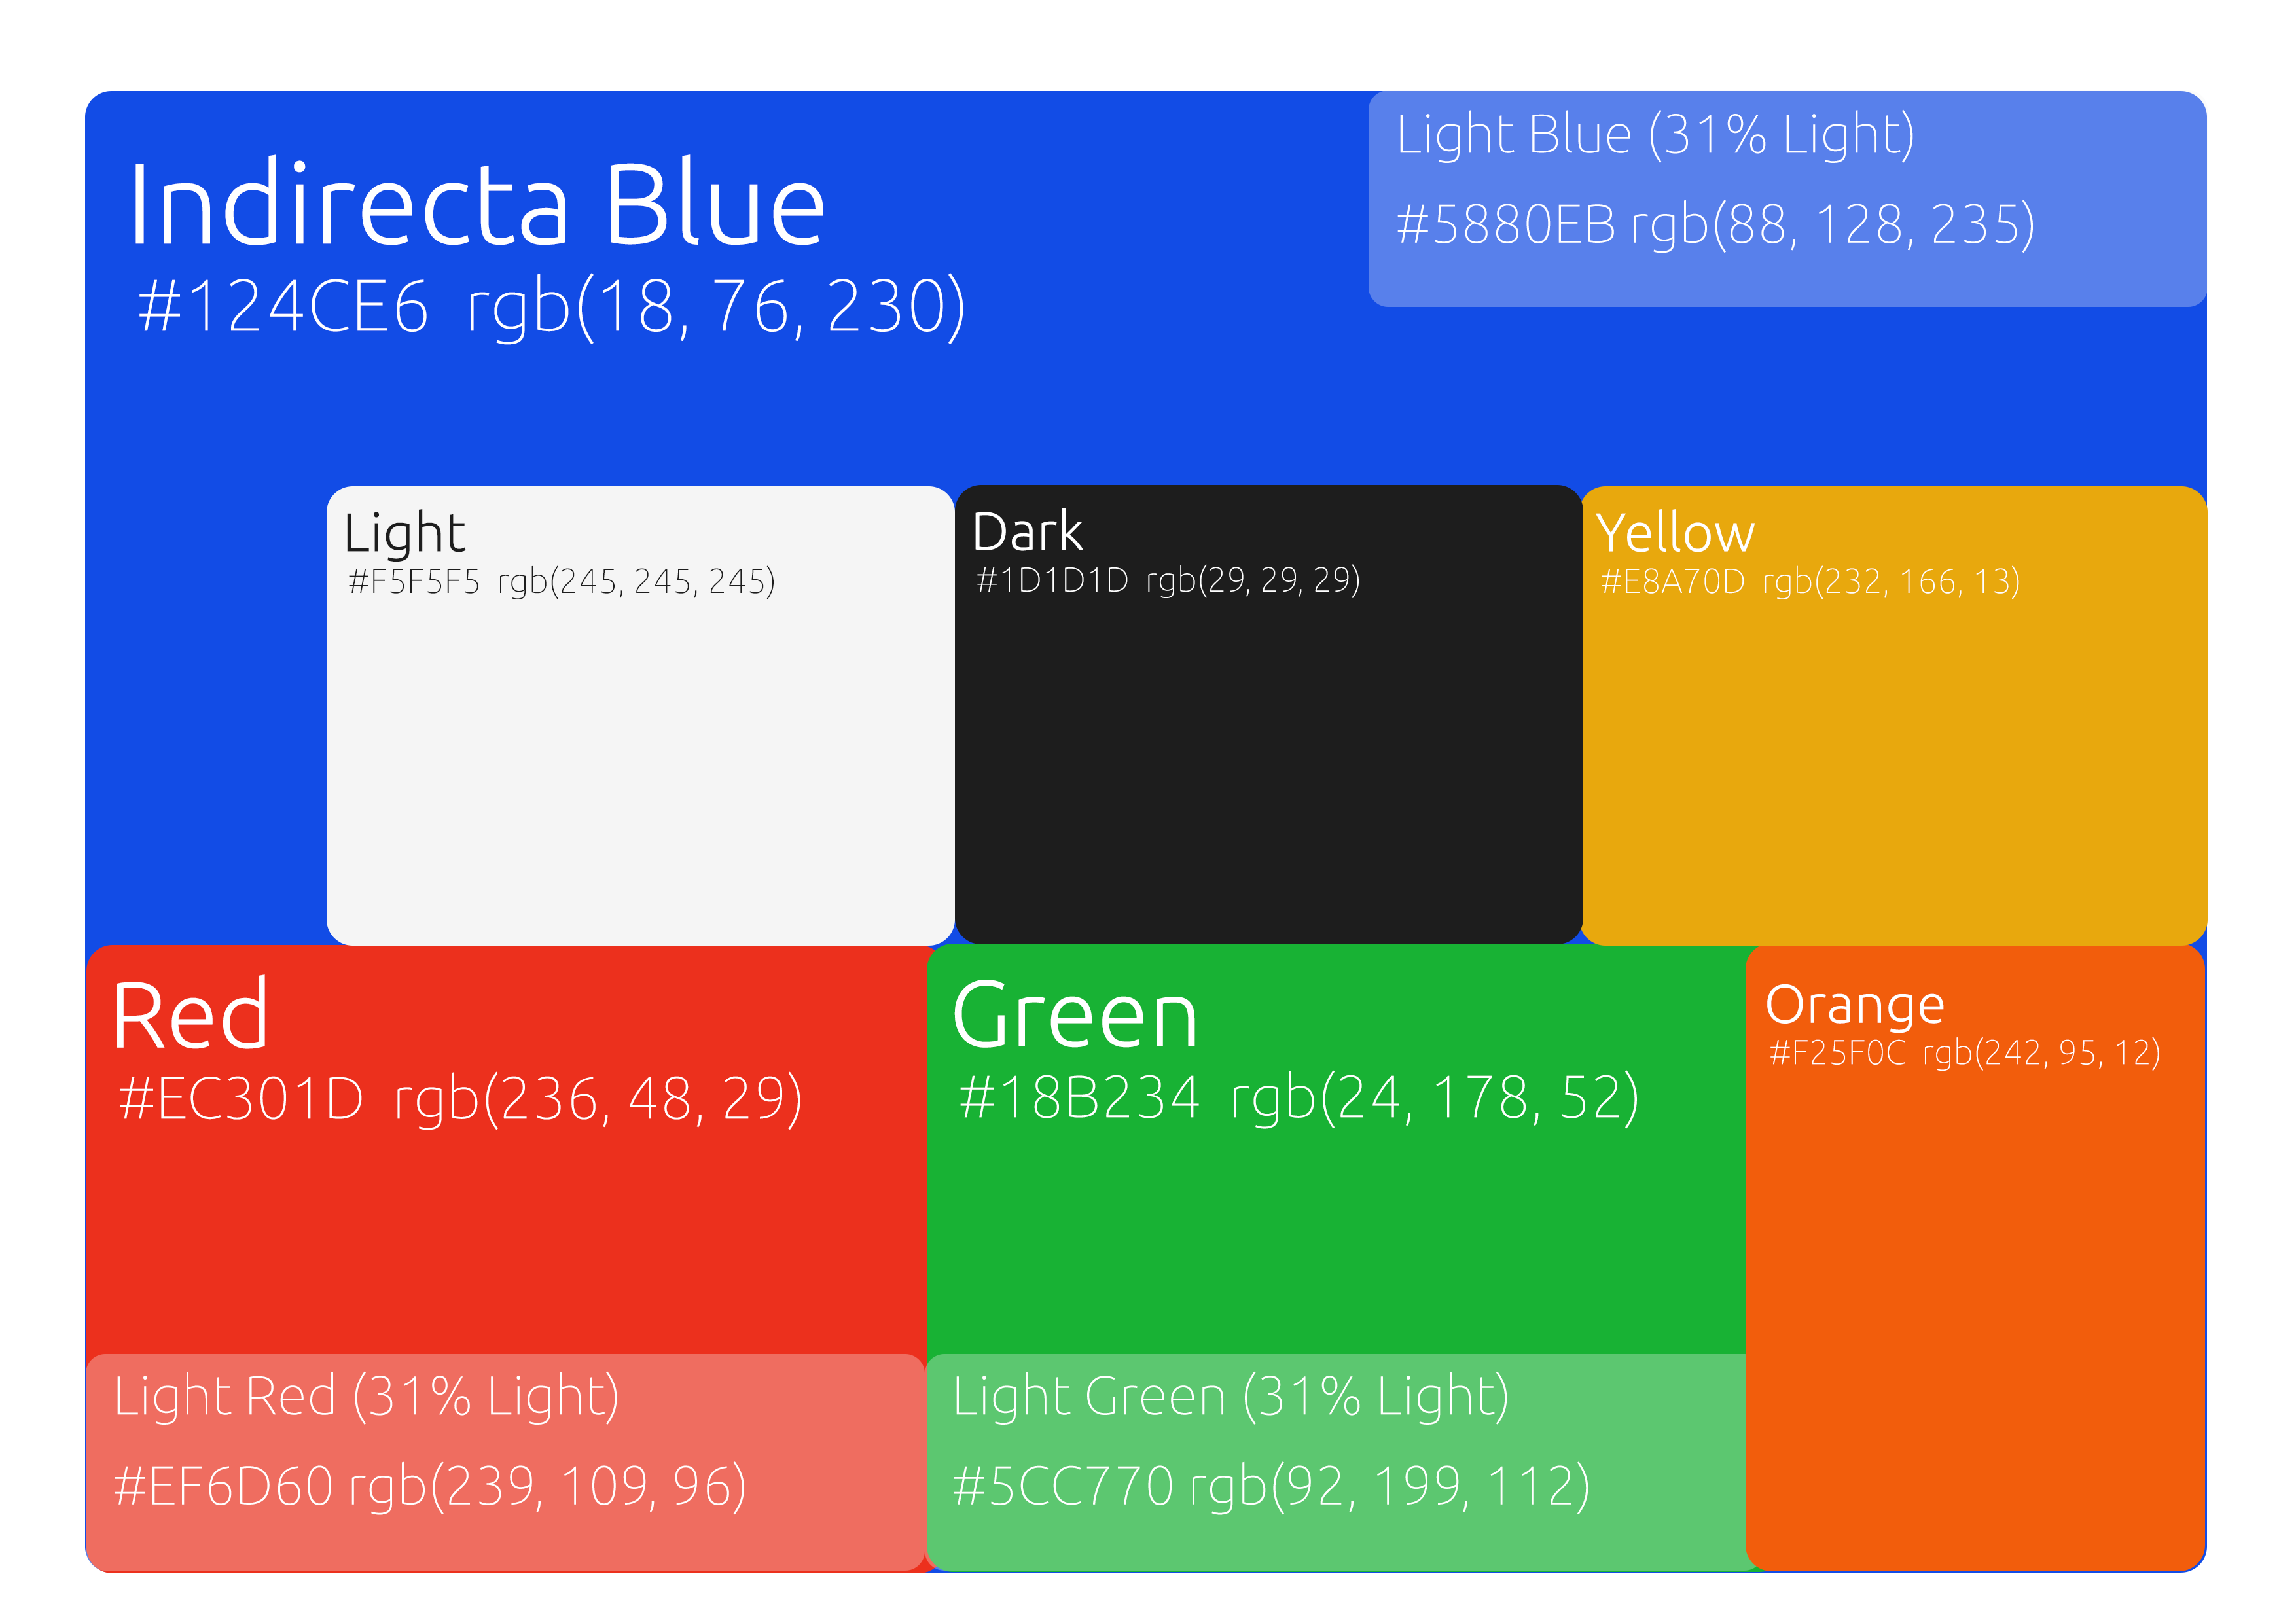 Indirecta Blue
#124CE6 rgb(18, 76, 230)
Light Blue (31% Light)
#5880EB rgb(88, 128, 235)
Light
#F5F5F5 rgb(245, 245, 245)
Dark
#1D1D1D rgb(29, 29, 29)
Yellow
#E8A70D rgb(232, 166, 13)
Red
#EC301D rgb(236, 48, 29)
Green
#18B234 rgb(24, 178, 52)
Orange
#F25F0C rgb(242, 95, 12)
Light Red (31% Light)
#EF6D60 rgb(239, 109, 96)
Light Green (31% Light)
#5CC770 rgb(92, 199, 112)